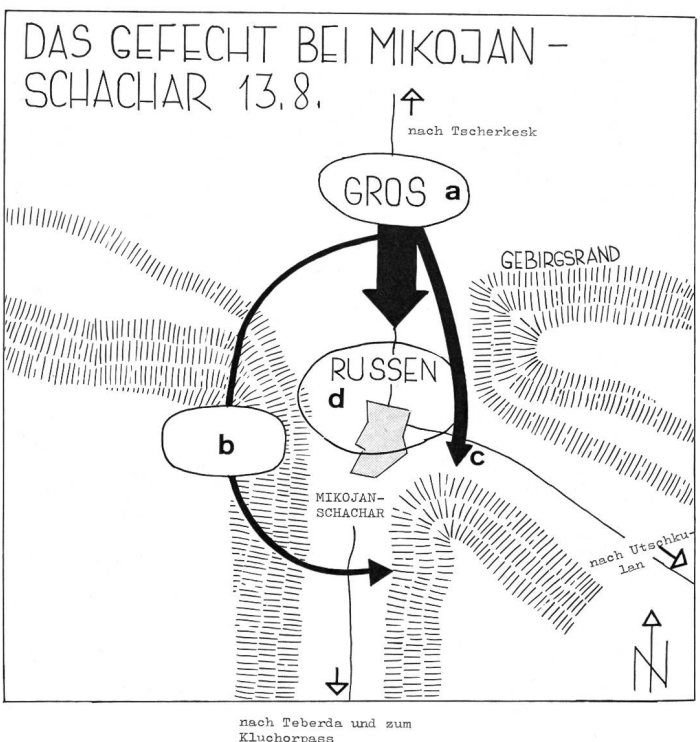 DAS GEFECHT BEI MIKOJAN-
SCHACHAR 13.8.
nach Tscherkesk
GROS a
GEBIRGSRAND
RUSSEN
d
b
c
MIKOJAN-
SCHACHAR
nach Utschku-
lan
N
nach Teberda und zum
Kluchorpass